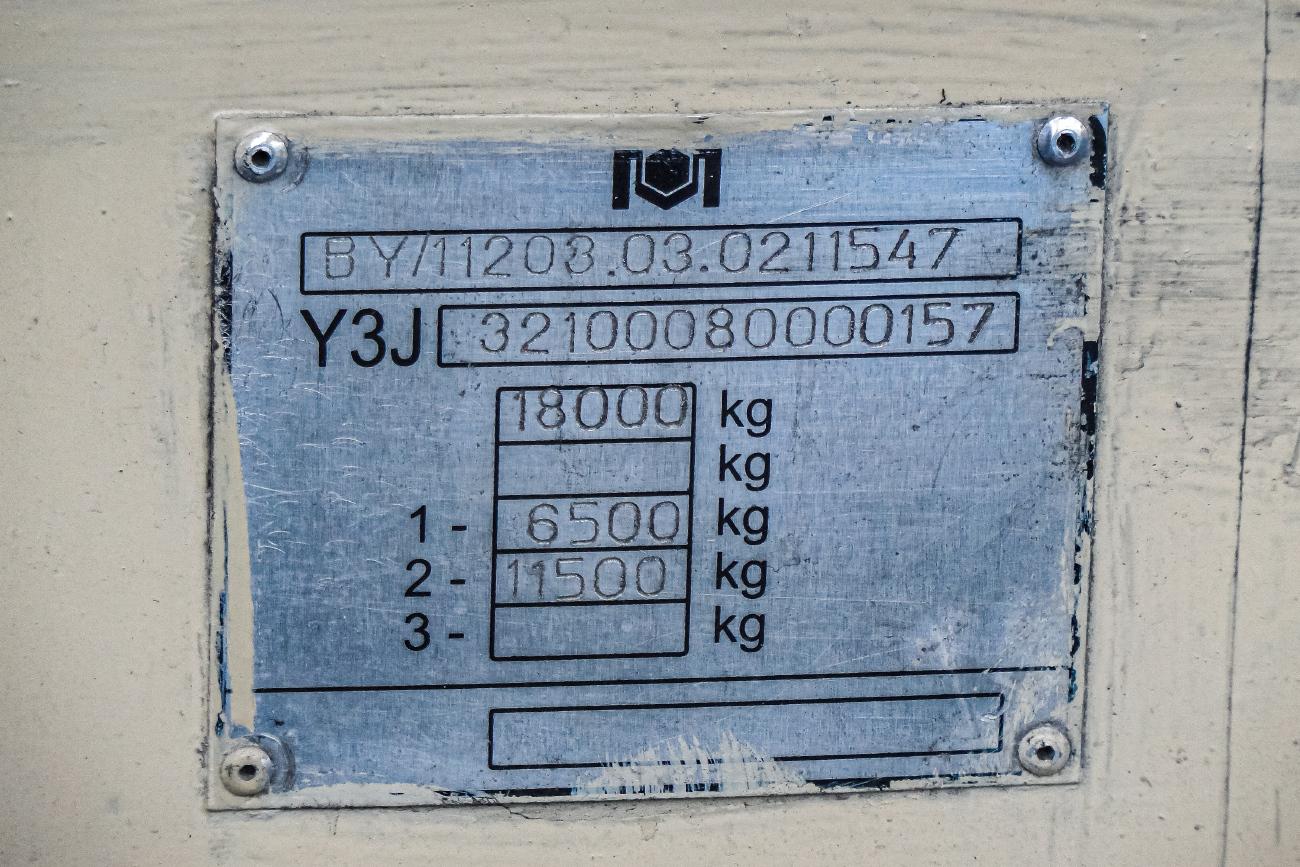 BY/11203.03.0211547
Y3J 32100080000157
18000 kg
kg
1 - 6500 kg
2 - 11500 kg
3 - kg